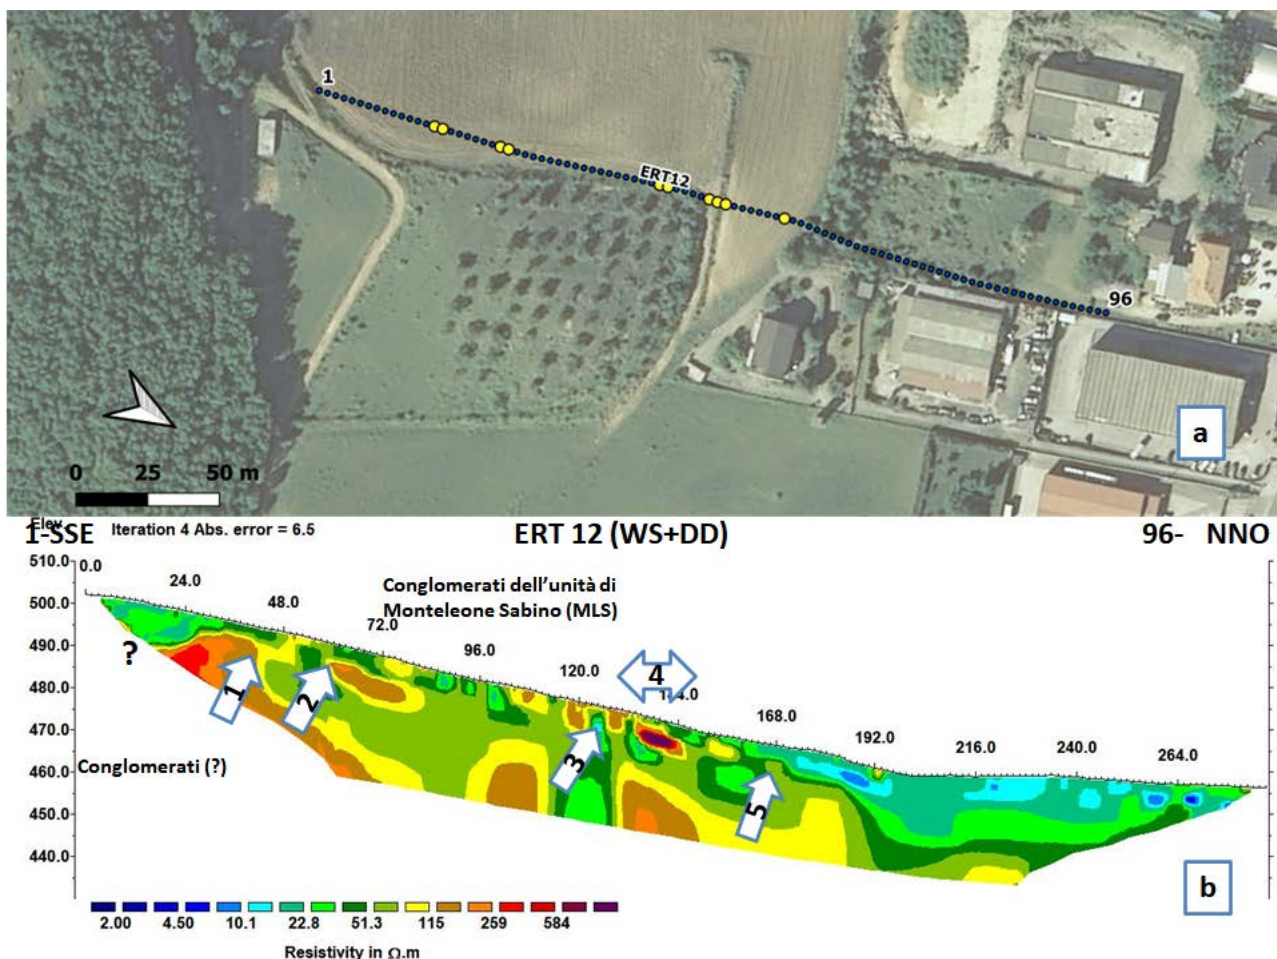 1
ERT12
96
0 25 50 m
a
Elev.
1-SSE
Iteration 4 Abs. error = 6.5
ERT 12 (WS+DD)
96- NNO
510.0
0.0
24.0
Conglomerati dell'unità di
Monteleone Sabino (MLS)
500.0
48.0
72.0
490.0
?
96.0
480.0
1
2
120.0
4
470.0
168.0
3
192.0
216.0
240.0
264.0
460.0
Conglomerati (?)
5
450.0
440.0
b
2.00 4.50 10.1 22.8 51.3 115 259 584
Resistivity in Ω.m